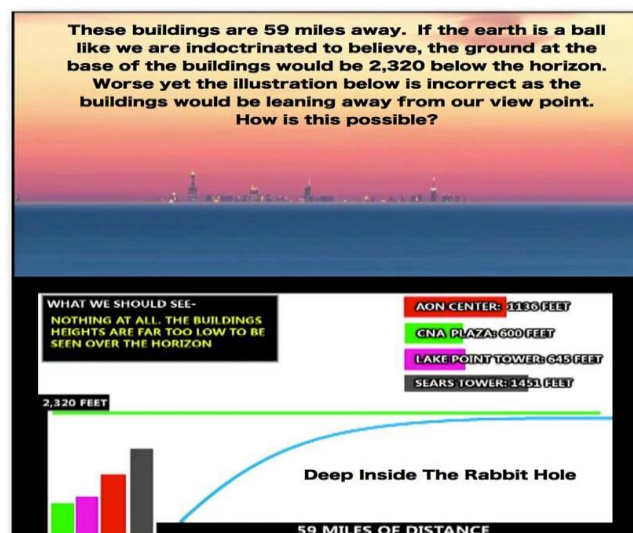 These buildings are 59 miles away. If the earth is a ball
like we are indoctrinated to believe, the ground at the
base of the buildings would be 2,320 below the horizon.
Worse yet the illustration below is incorrect as the
buildings would be leaning away from our view point.
How is this possible?
WHAT WE SHOULD SEE-
NOTHING AT ALL. THE BUILDINGS
HEIGHTS ARE FAR TOO LOW TO BE
SEEN OVER THE HORIZON
AON CENTER: 1136 FEET
CNA PLAZA: 600 FEET
LAKE POINT TOWER: 645 FEET
SEARS TOWER: 1451 FEET
2,320 FEET
Deep Inside The Rabbit Hole
59 MILES OF DISTANCE